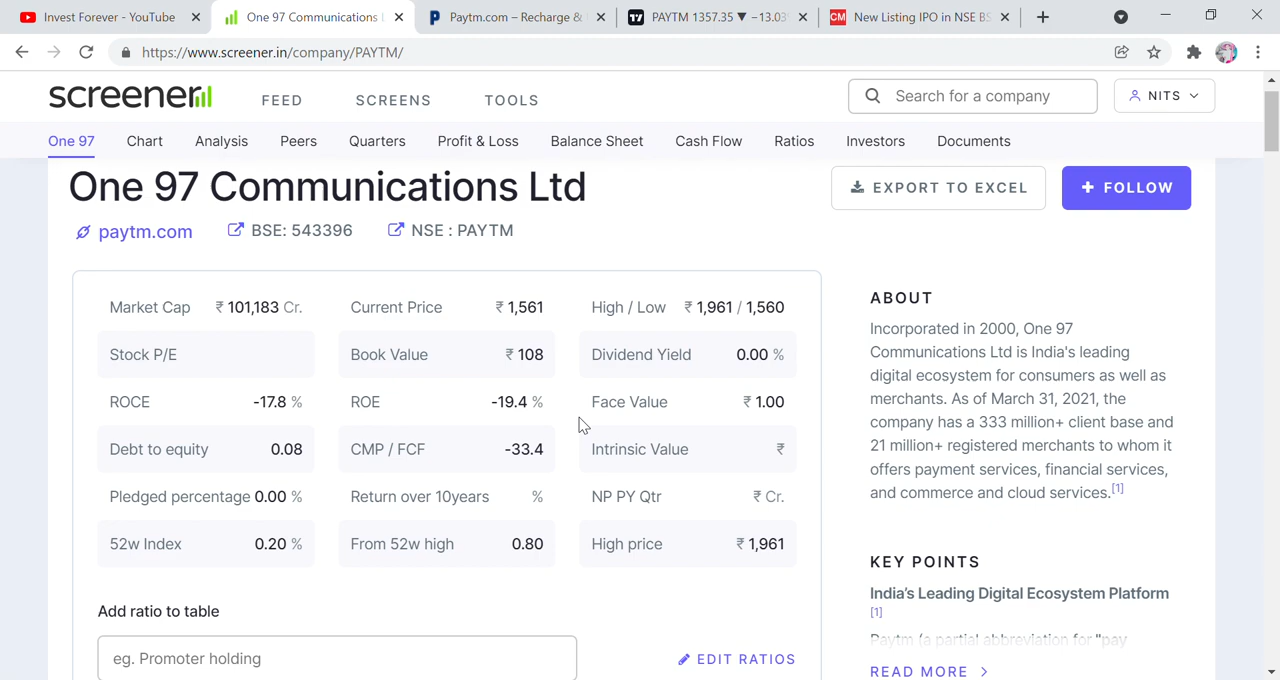 Invest Forever - YouTube
One 97 Communications L
Paytm.com – Recharge &
PAYTM 1357.35 ▼ −13.03
New Listing IPO in NSE BS
https://www.screener.in/company/PAYTM/
screener
FEED SCREENS TOOLS
Search for a company
NITS
One 97 Chart Analysis Peers Quarters Profit & Loss Balance Sheet Cash Flow Ratios Investors Documents
One 97 Communications Ltd
EXPORT TO EXCEL
+ FOLLOW
paytm.com BSE: 543396 NSE : PAYTM
Market Cap ₹ 101,183 Cr. Current Price ₹ 1,561 High / Low ₹ 1,961 / 1,560
Stock P/E Book Value ₹ 108 Dividend Yield 0.00 %
ROCE -17.8 % ROE -19.4 % Face Value ₹ 1.00
Debt to equity 0.08 CMP / FCF -33.4 Intrinsic Value ₹
Pledged percentage 0.00 % Return over 10years % NP PY Qtr ₹ Cr.
52w Index 0.20 % From 52w high 0.80 High price ₹ 1,961
Add ratio to table
eg. Promoter holding
EDIT RATIOS
ABOUT
Incorporated in 2000, One 97
Communications Ltd is India's leading
digital ecosystem for consumers as well as
merchants. As of March 31, 2021, the
company has a 333 million+ client base and
21 million+ registered merchants to whom it
offers payment services, financial services,
and commerce and cloud services.[1]
KEY POINTS
India's Leading Digital Ecosystem Platform
[1]
Paytm (a partial abbreviation for "pay
READ MORE >